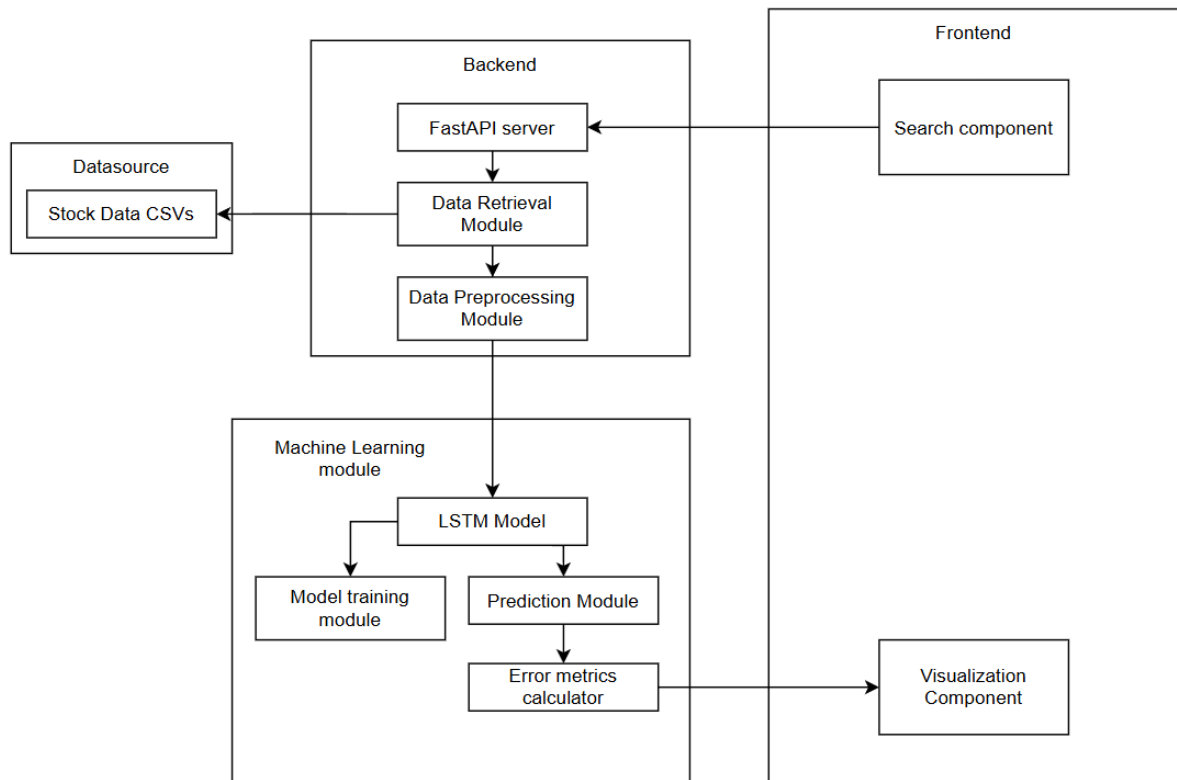 Frontend
Backend
FastAPI server
Search component
Datasource
Stock Data CSVs
Data Retrieval
Module
Data Preprocessing
Module
Machine Learning
module
LSTM Model
Model training
module
Prediction Module
Error metrics
calculator
Visualization
Component